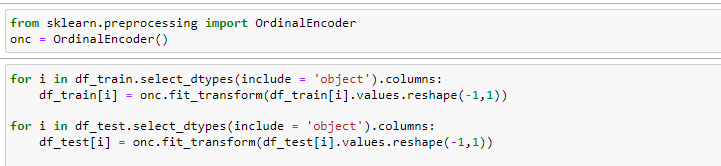 from sklearn.preprocessing import OrdinalEncoder
onc = OrdinalEncoder()
for i in df_train.select_dtypes(include = 'object').columns:
    df_train[i] = onc.fit_transform(df_train[i].values.reshape(-1,1))
for i in df_test.select_dtypes(include = 'object').columns:
    df_test[i] = onc.fit_transform(df_test[i].values.reshape(-1,1))